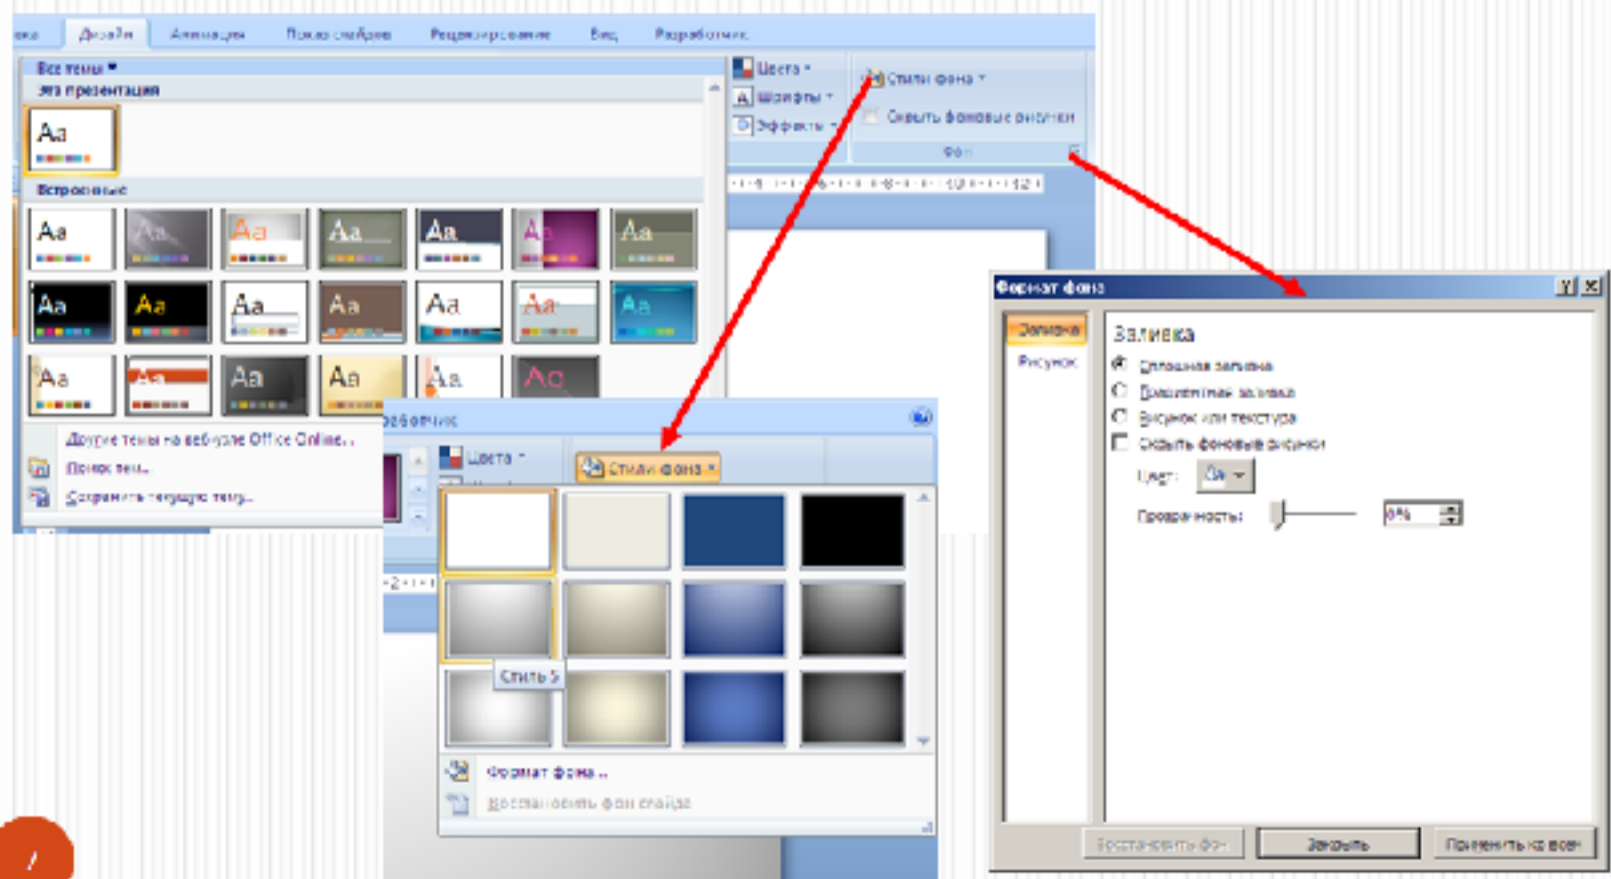 Дизайн Анимация Показ слайдов Рецензирование Вид Разработчик
Все темы
Эта презентация
Aa
Встроенные
Aa Aa Aa Aa Aa Aa Aa
Aa Aa Aa Aa Aa Aa Aa
Aa Aa Aa Aa Aa Aa
Другие темы на веб-узле Office Online...
Поиск тем...
Сохранить текущую тему...
Цвета
Шрифты
Эффекты
Стили фона
Скрыть фоновые рисунки
Фон
работчик
Цвета
Стили фона
Стиль 5
Формат фона...
Восстановить фон слайда
Формат фона
Заливка
Рисунок
Заливка
Сплошная заливка
Градиентная заливка
Рисунок или текстура
Скрыть фоновые рисунки
Цвет:
Прозрачность: 0%
Восстановить фон Закрыть Применить ко всем